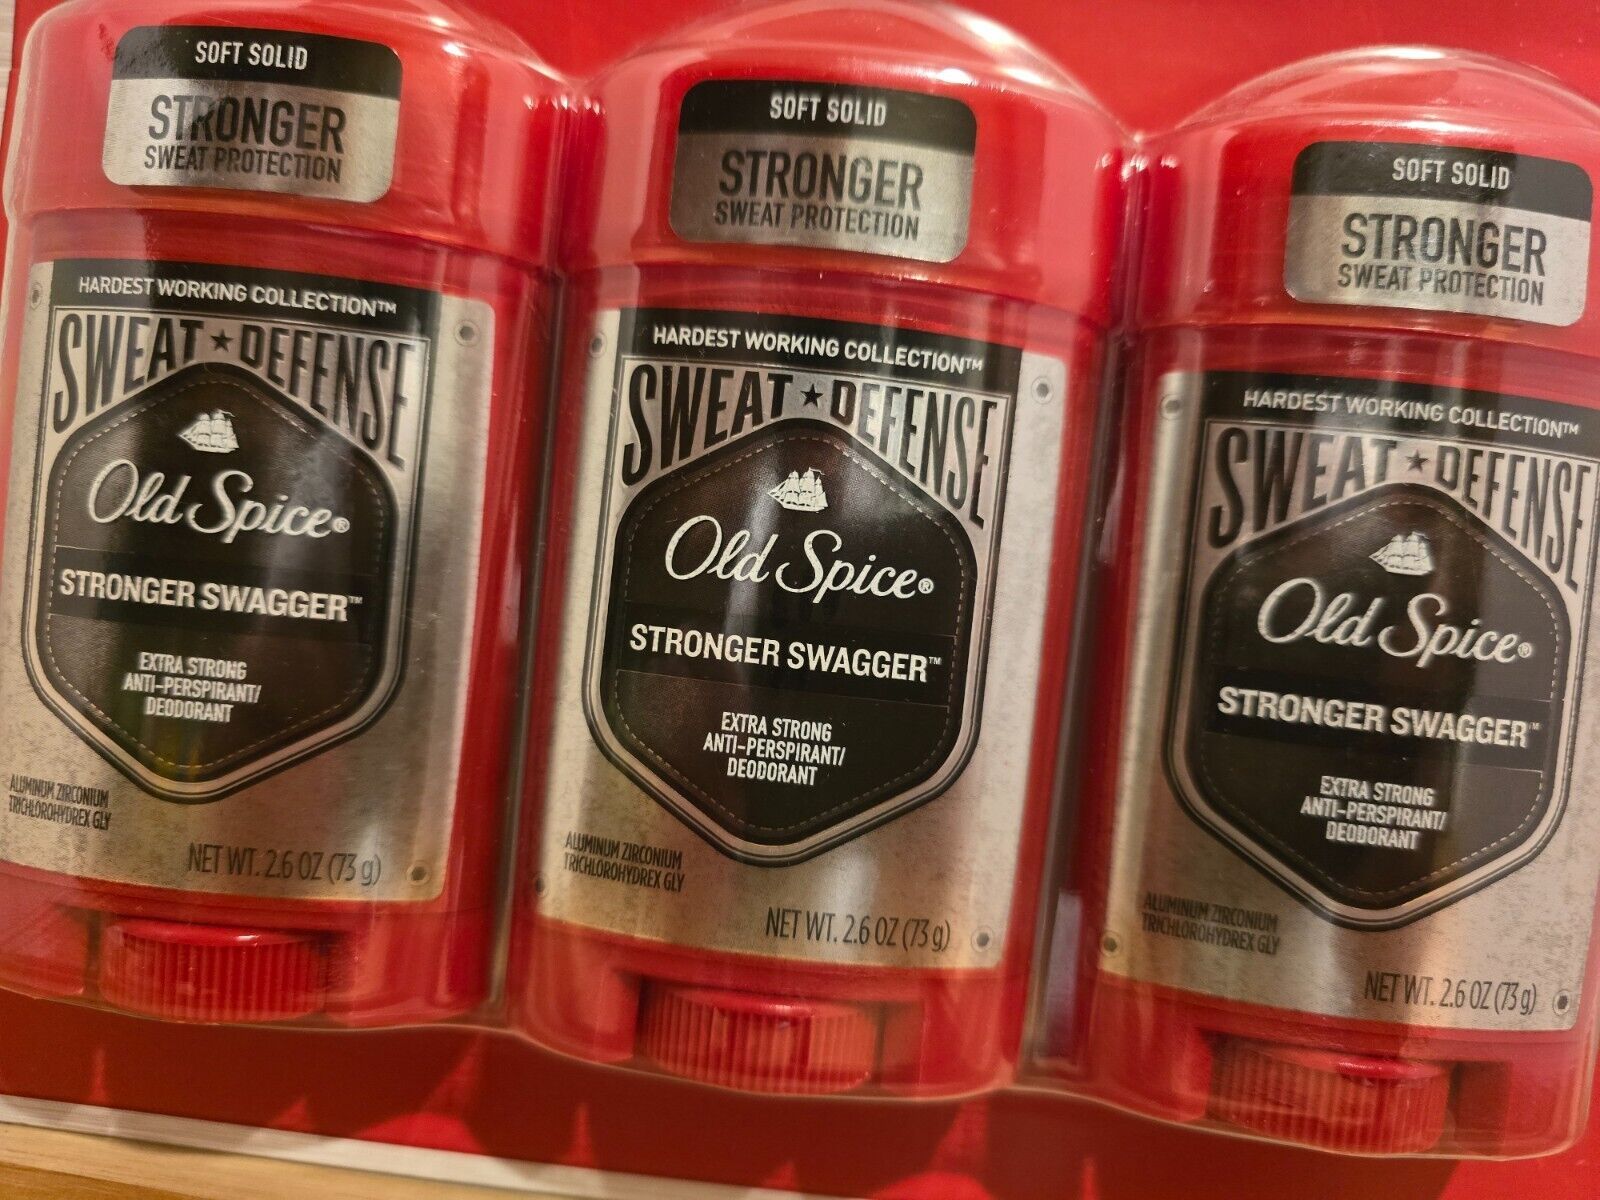 SOFT SOLID
STRONGER
SWEAT PROTECTION
HARDEST WORKING COLLECTION™
SWEAT ★ DEFENSE
Old Spice®
STRONGER SWAGGER™
EXTRA STRONG
ANTI-PERSPIRANT/
DEODORANT
ALUMINUM ZIRCONIUM
TRICHLOROHYDREX GLY
NET WT. 2.6 OZ (73 g)
SOFT SOLID
STRONGER
SWEAT PROTECTION
HARDEST WORKING COLLECTION™
SWEAT ★ DEFENSE
Old Spice®
STRONGER SWAGGER™
EXTRA STRONG
ANTI-PERSPIRANT/
DEODORANT
ALUMINUM ZIRCONIUM
TRICHLOROHYDREX GLY
NET WT. 2.6 OZ (73 g)
SOFT SOLID
STRONGER
SWEAT PROTECTION
HARDEST WORKING COLLECTION™
SWEAT ★ DEFENSE
Old Spice®
STRONGER SWAGGER™
EXTRA STRONG
ANTI-PERSPIRANT/
DEODORANT
ALUMINUM ZIRCONIUM
TRICHLOROHYDREX GLY
NET WT. 2.6 OZ (73 g)